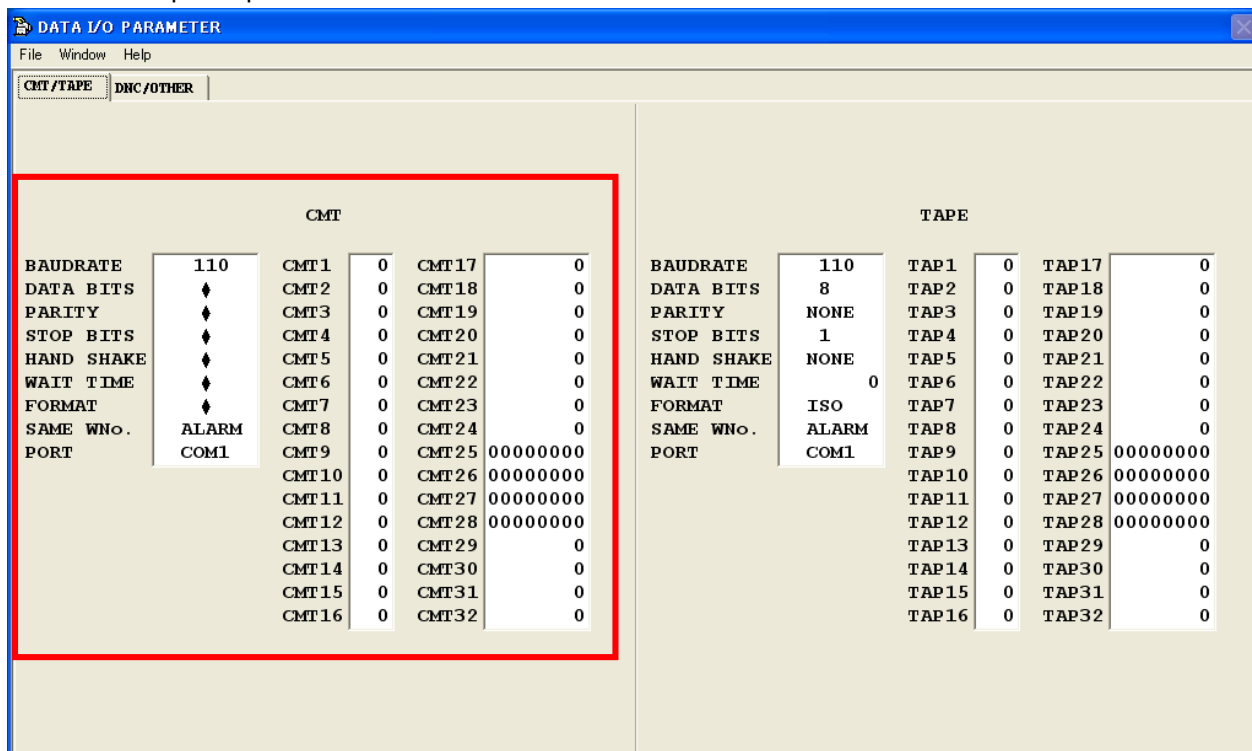 DATA I/O PARAMETER
File Window Help
CMT/TAPE DNC/OTHER
CMT
BAUDRATE 110 CMT1 0 CMT17 0
DATA BITS ♦ CMT2 0 CMT18 0
PARITY ♦ CMT3 0 CMT19 0
STOP BITS ♦ CMT4 0 CMT20 0
HAND SHAKE ♦ CMT5 0 CMT21 0
WAIT TIME ♦ CMT6 0 CMT22 0
FORMAT ♦ CMT7 0 CMT23 0
SAME WNo. ALARM CMT8 0 CMT24 0
PORT COM1 CMT9 0 CMT25 00000000
CMT10 0 CMT26 00000000
CMT11 0 CMT27 00000000
CMT12 0 CMT28 00000000
CMT13 0 CMT29 0
CMT14 0 CMT30 0
CMT15 0 CMT31 0
CMT16 0 CMT32 0
TAPE
BAUDRATE 110 TAP1 0 TAP17 0
DATA BITS 8 TAP2 0 TAP18 0
PARITY NONE TAP3 0 TAP19 0
STOP BITS 1 TAP4 0 TAP20 0
HAND SHAKE NONE TAP5 0 TAP21 0
WAIT TIME 0 TAP6 0 TAP22 0
FORMAT ISO TAP7 0 TAP23 0
SAME WNo. ALARM TAP8 0 TAP24 0
PORT COM1 TAP9 0 TAP25 00000000
TAP10 0 TAP26 00000000
TAP11 0 TAP27 00000000
TAP12 0 TAP28 00000000
TAP13 0 TAP29 0
TAP14 0 TAP30 0
TAP15 0 TAP31 0
TAP16 0 TAP32 0